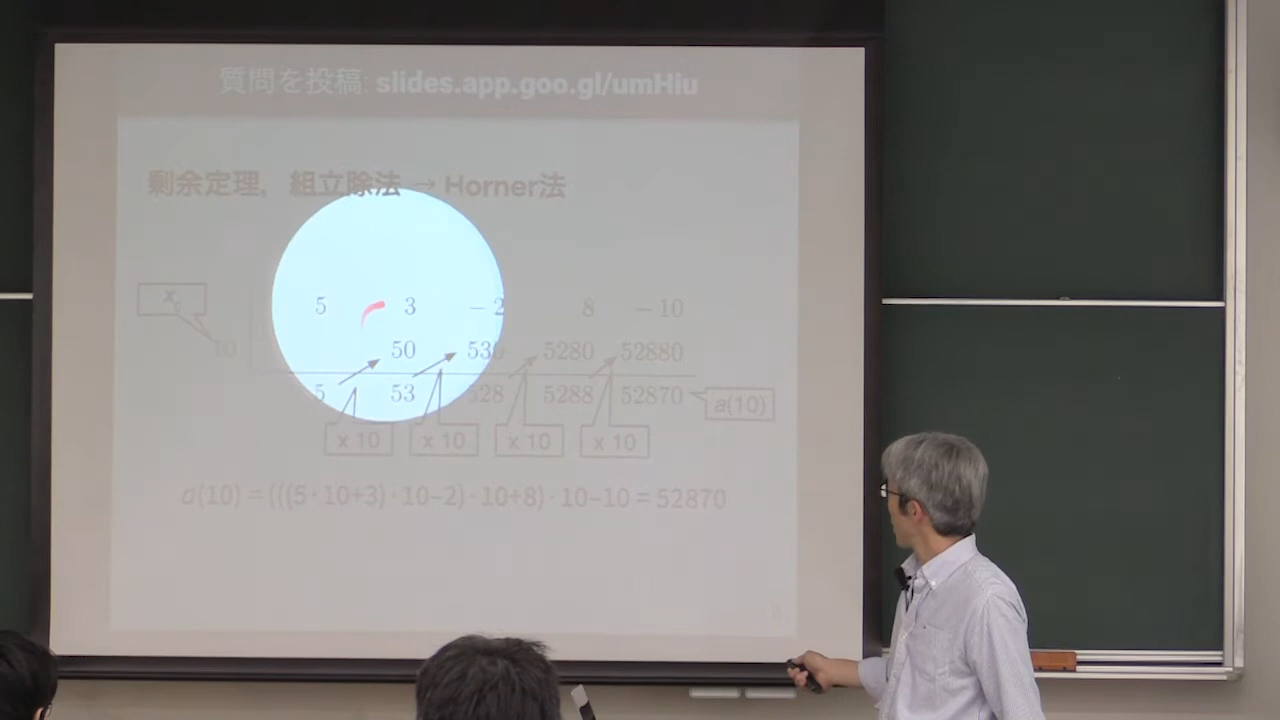 質問を投稿: slides.app.goo.gl/umHiu
剰余定理, 組立除法 → Horner法
x₀
5 3 −2 8 −10
10
50 530 5280 52880
5 53 528 5288 52870
a(10)
x 10 x 10 x 10 x 10
a(10) = (((5·10+3)·10–2)·10+8)·10–10 = 52870